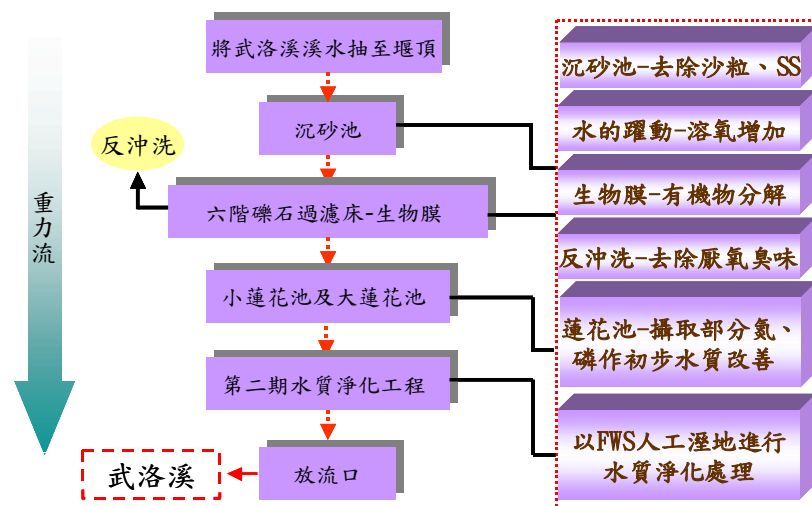 將武洛溪溪水抽至堰頂
沉砂池
反沖洗
六階礫石過濾床-生物膜
小蓮花池及大蓮花池
第二期水質淨化工程
放流口
武洛溪
重力流
沉砂池-去除沙粒、SS
水的躍動-溶氧增加
生物膜-有機物分解
反沖洗-去除厭氧臭味
蓮花池-攝取部分氮、
磷作初步水質改善
以FWS人工溼地進行
水質淨化處理